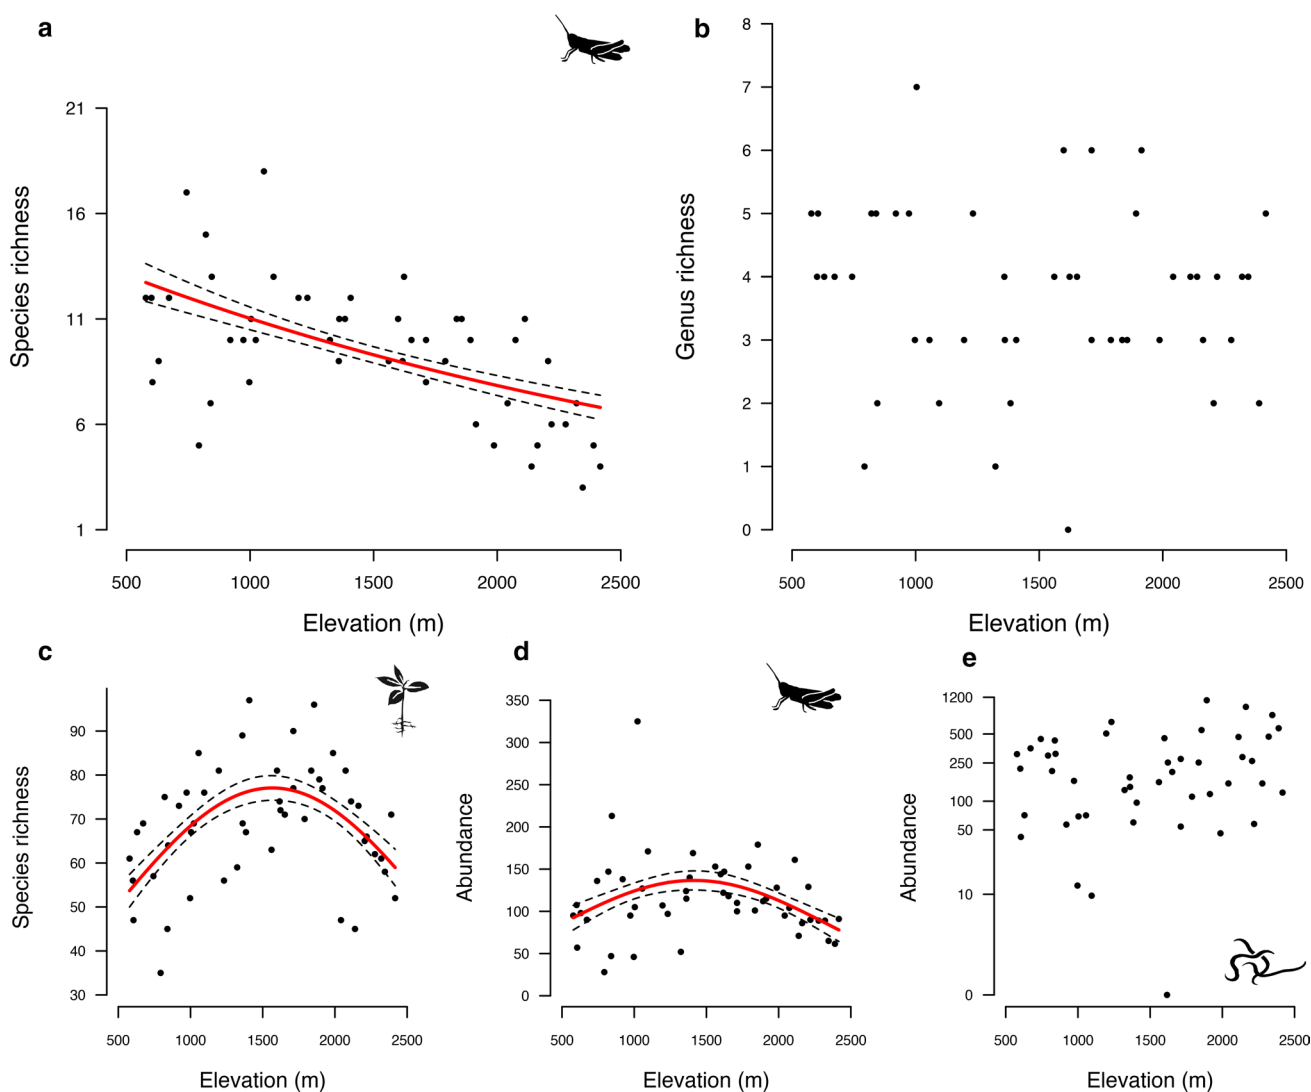 a
21
16
11
6
1
Species richness
500 1000 1500 2000 2500
Elevation (m)
b
8
7
6
5
4
3
2
1
0
Genus richness
500 1000 1500 2000 2500
Elevation (m)
c
90
80
70
60
50
40
30
Species richness
500 1000 1500 2000 2500
Elevation (m)
d
350
300
250
200
150
100
50
0
Abundance
500 1000 1500 2000 2500
Elevation (m)
e
1200
500
250
100
50
10
0
Abundance
500 1000 1500 2000 2500
Elevation (m)